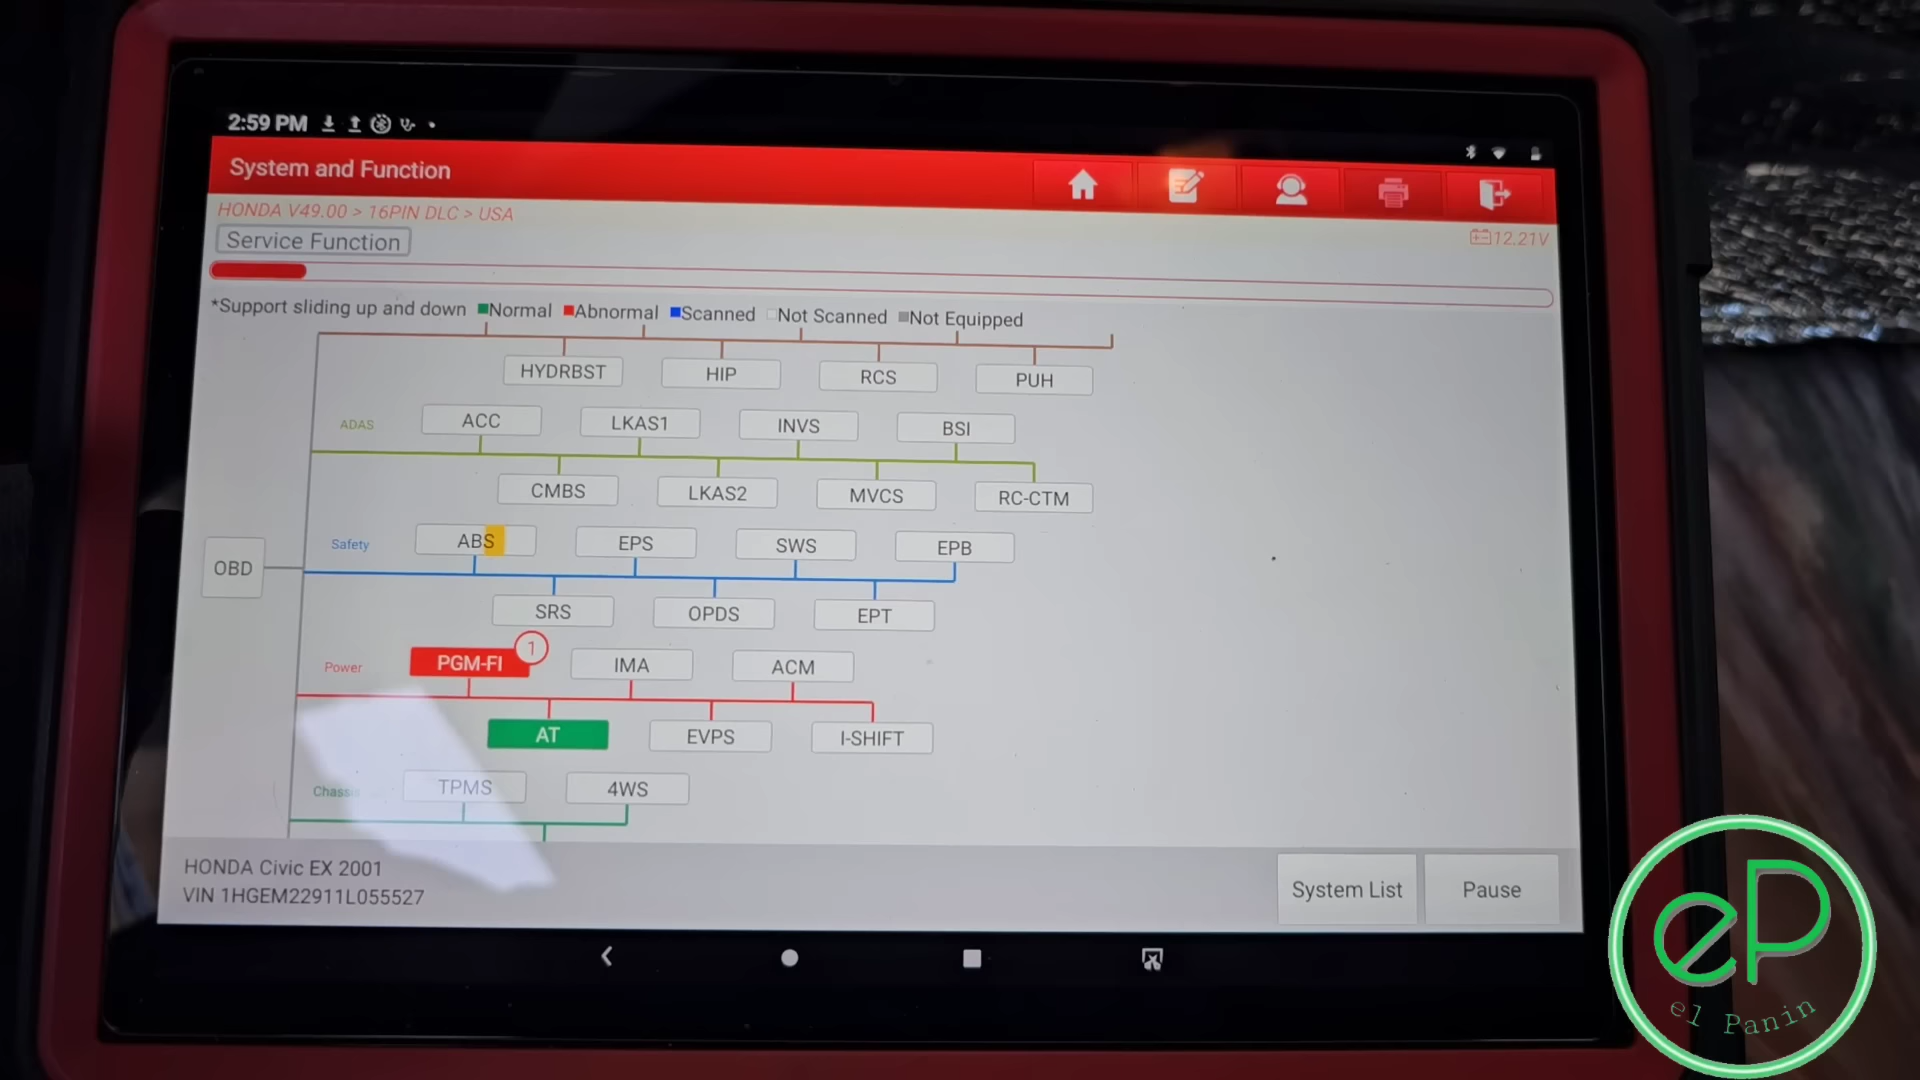 2:59 PM
System and Function
HONDA V49.00 > 16PIN DLC > USA
12.21V
Service Function
*Support sliding up and down Normal Abnormal Scanned Not Scanned Not Equipped
HYDRBST HIP RCS PUH
ADAS ACC LKAS1 INVS BSI
CMBS LKAS2 MVCS RC-CTM
Safety ABS EPS SWS EPB
OBD
SRS OPDS EPT
Power PGM-FI 1 IMA ACM
AT EVPS I-SHIFT
Chassis TPMS 4WS
HONDA Civic EX 2001
VIN 1HGEM22911L055527
System List Pause
eP
el Panin